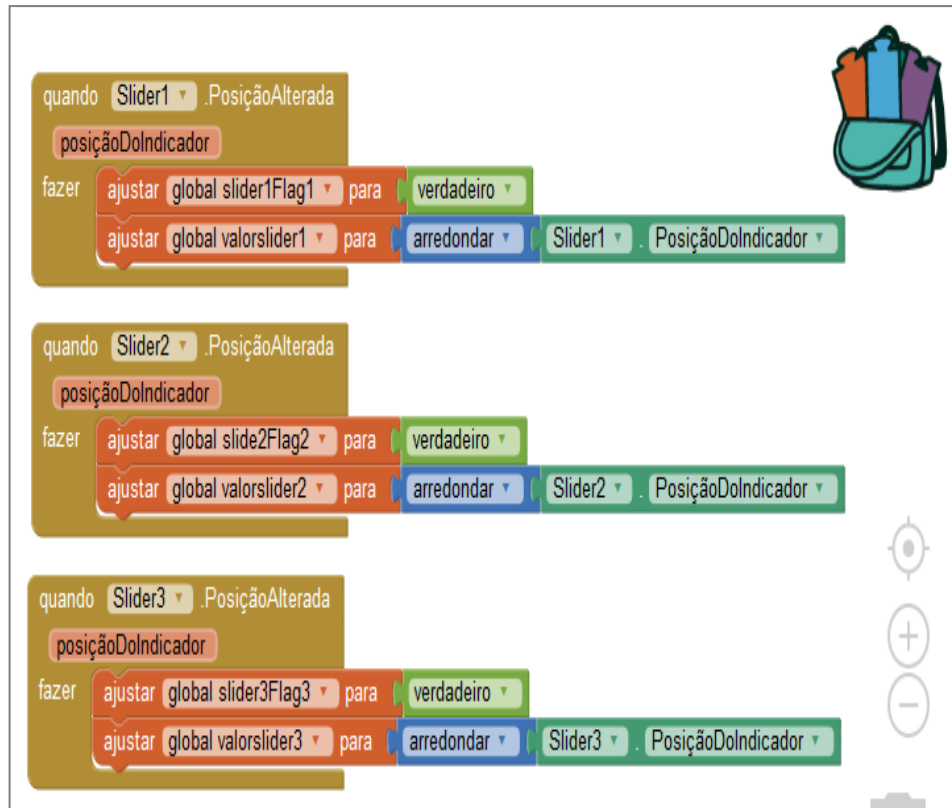 quando Slider1 .PosiçãoAlterada
posiçãoDoIndicador
fazer ajustar global slider1Flag1 para verdadeiro
ajustar global valorslider1 para arredondar Slider1 . PosiçãoDoIndicador
quando Slider2 .PosiçãoAlterada
posiçãoDoIndicador
fazer ajustar global slide2Flag2 para verdadeiro
ajustar global valorslider2 para arredondar Slider2 . PosiçãoDoIndicador
quando Slider3 .PosiçãoAlterada
posiçãoDoIndicador
fazer ajustar global slider3Flag3 para verdadeiro
ajustar global valorslider3 para arredondar Slider3 . PosiçãoDoIndicador